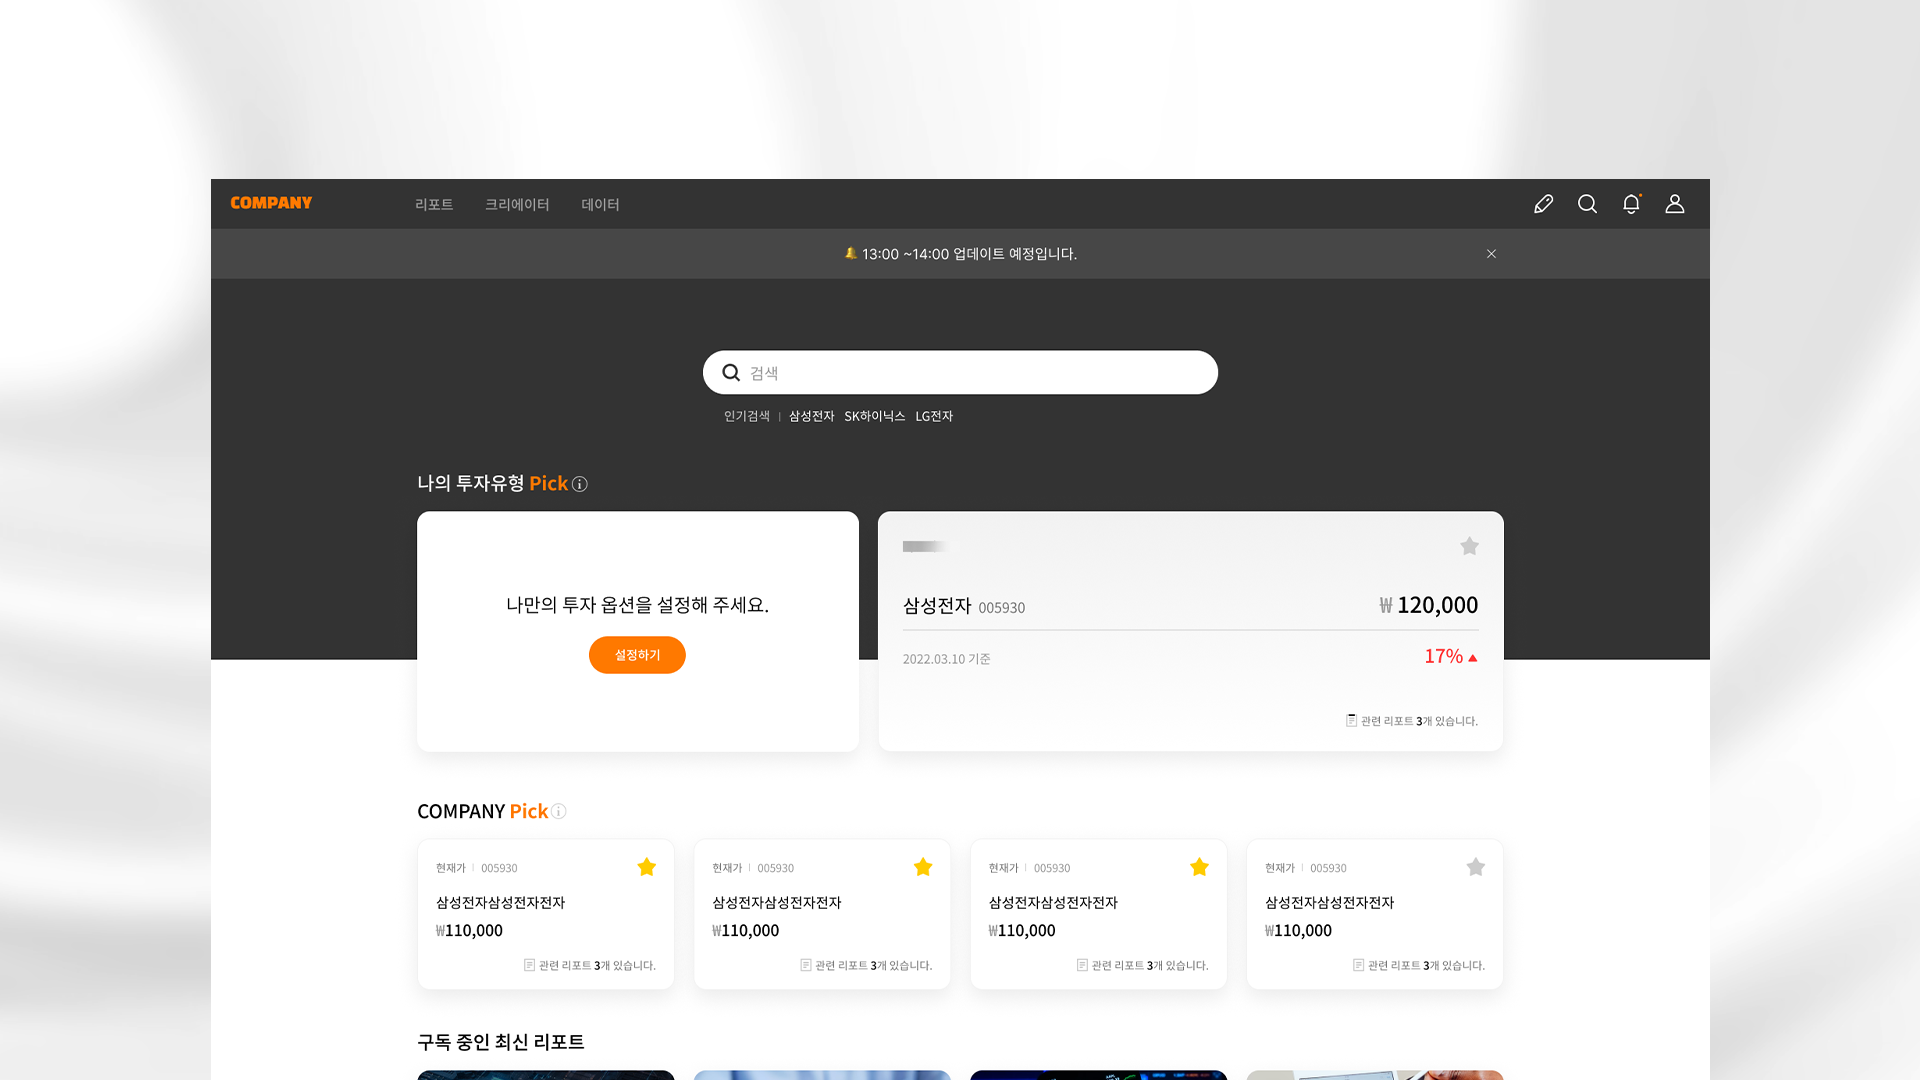 COMPANY 리포트 크리에이터 데이터
13:00 ~14:00 업데이트 예정입니다.
검색
인기검색 | 삼성전자 SK하이닉스 LG전자
나의 투자유형 Pick
나만의 투자 옵션을 설정해 주세요.
설정하기
삼성전자 005930 ₩ 120,000
2022.03.10 기준 17% ▲
관련 리포트 3개 있습니다.
COMPANY Pick
현재가 | 005930
삼성전자삼성전자전자
₩110,000
관련 리포트 3개 있습니다.
현재가 | 005930
삼성전자삼성전자전자
₩110,000
관련 리포트 3개 있습니다.
현재가 | 005930
삼성전자삼성전자전자
₩110,000
관련 리포트 3개 있습니다.
현재가 | 005930
삼성전자삼성전자전자
₩110,000
관련 리포트 3개 있습니다.
구독 중인 최신 리포트